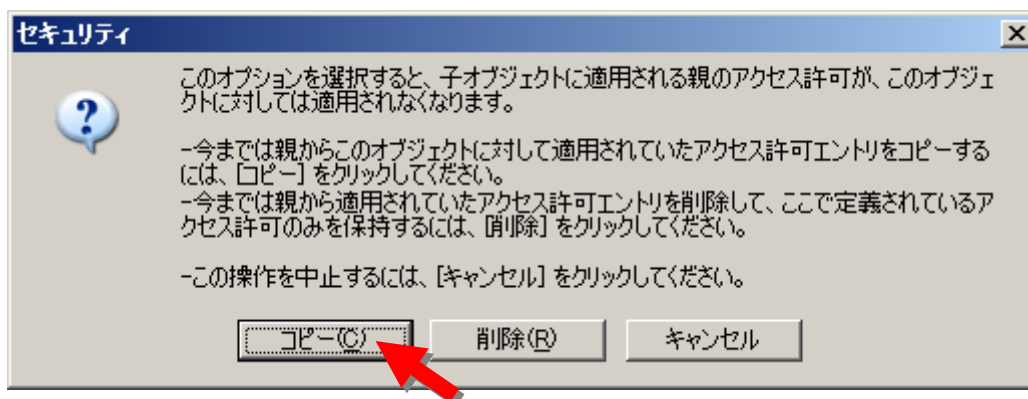 セキュリティ
このオプションを選択すると、子オブジェクトに適用される親のアクセス許可が、このオブジェ
クトに対しては適用されなくなります。
-今までは親からこのオブジェクトに対して適用されていたアクセス許可エントリをコピーする
には、[コピー] をクリックしてください。
-今までは親から適用されていたアクセス許可エントリを削除して、ここで定義されているア
クセス許可のみを保持するには、[削除] をクリックしてください。
-この操作を中止するには、[キャンセル] をクリックしてください。
コピー(C) 削除(R) キャンセル